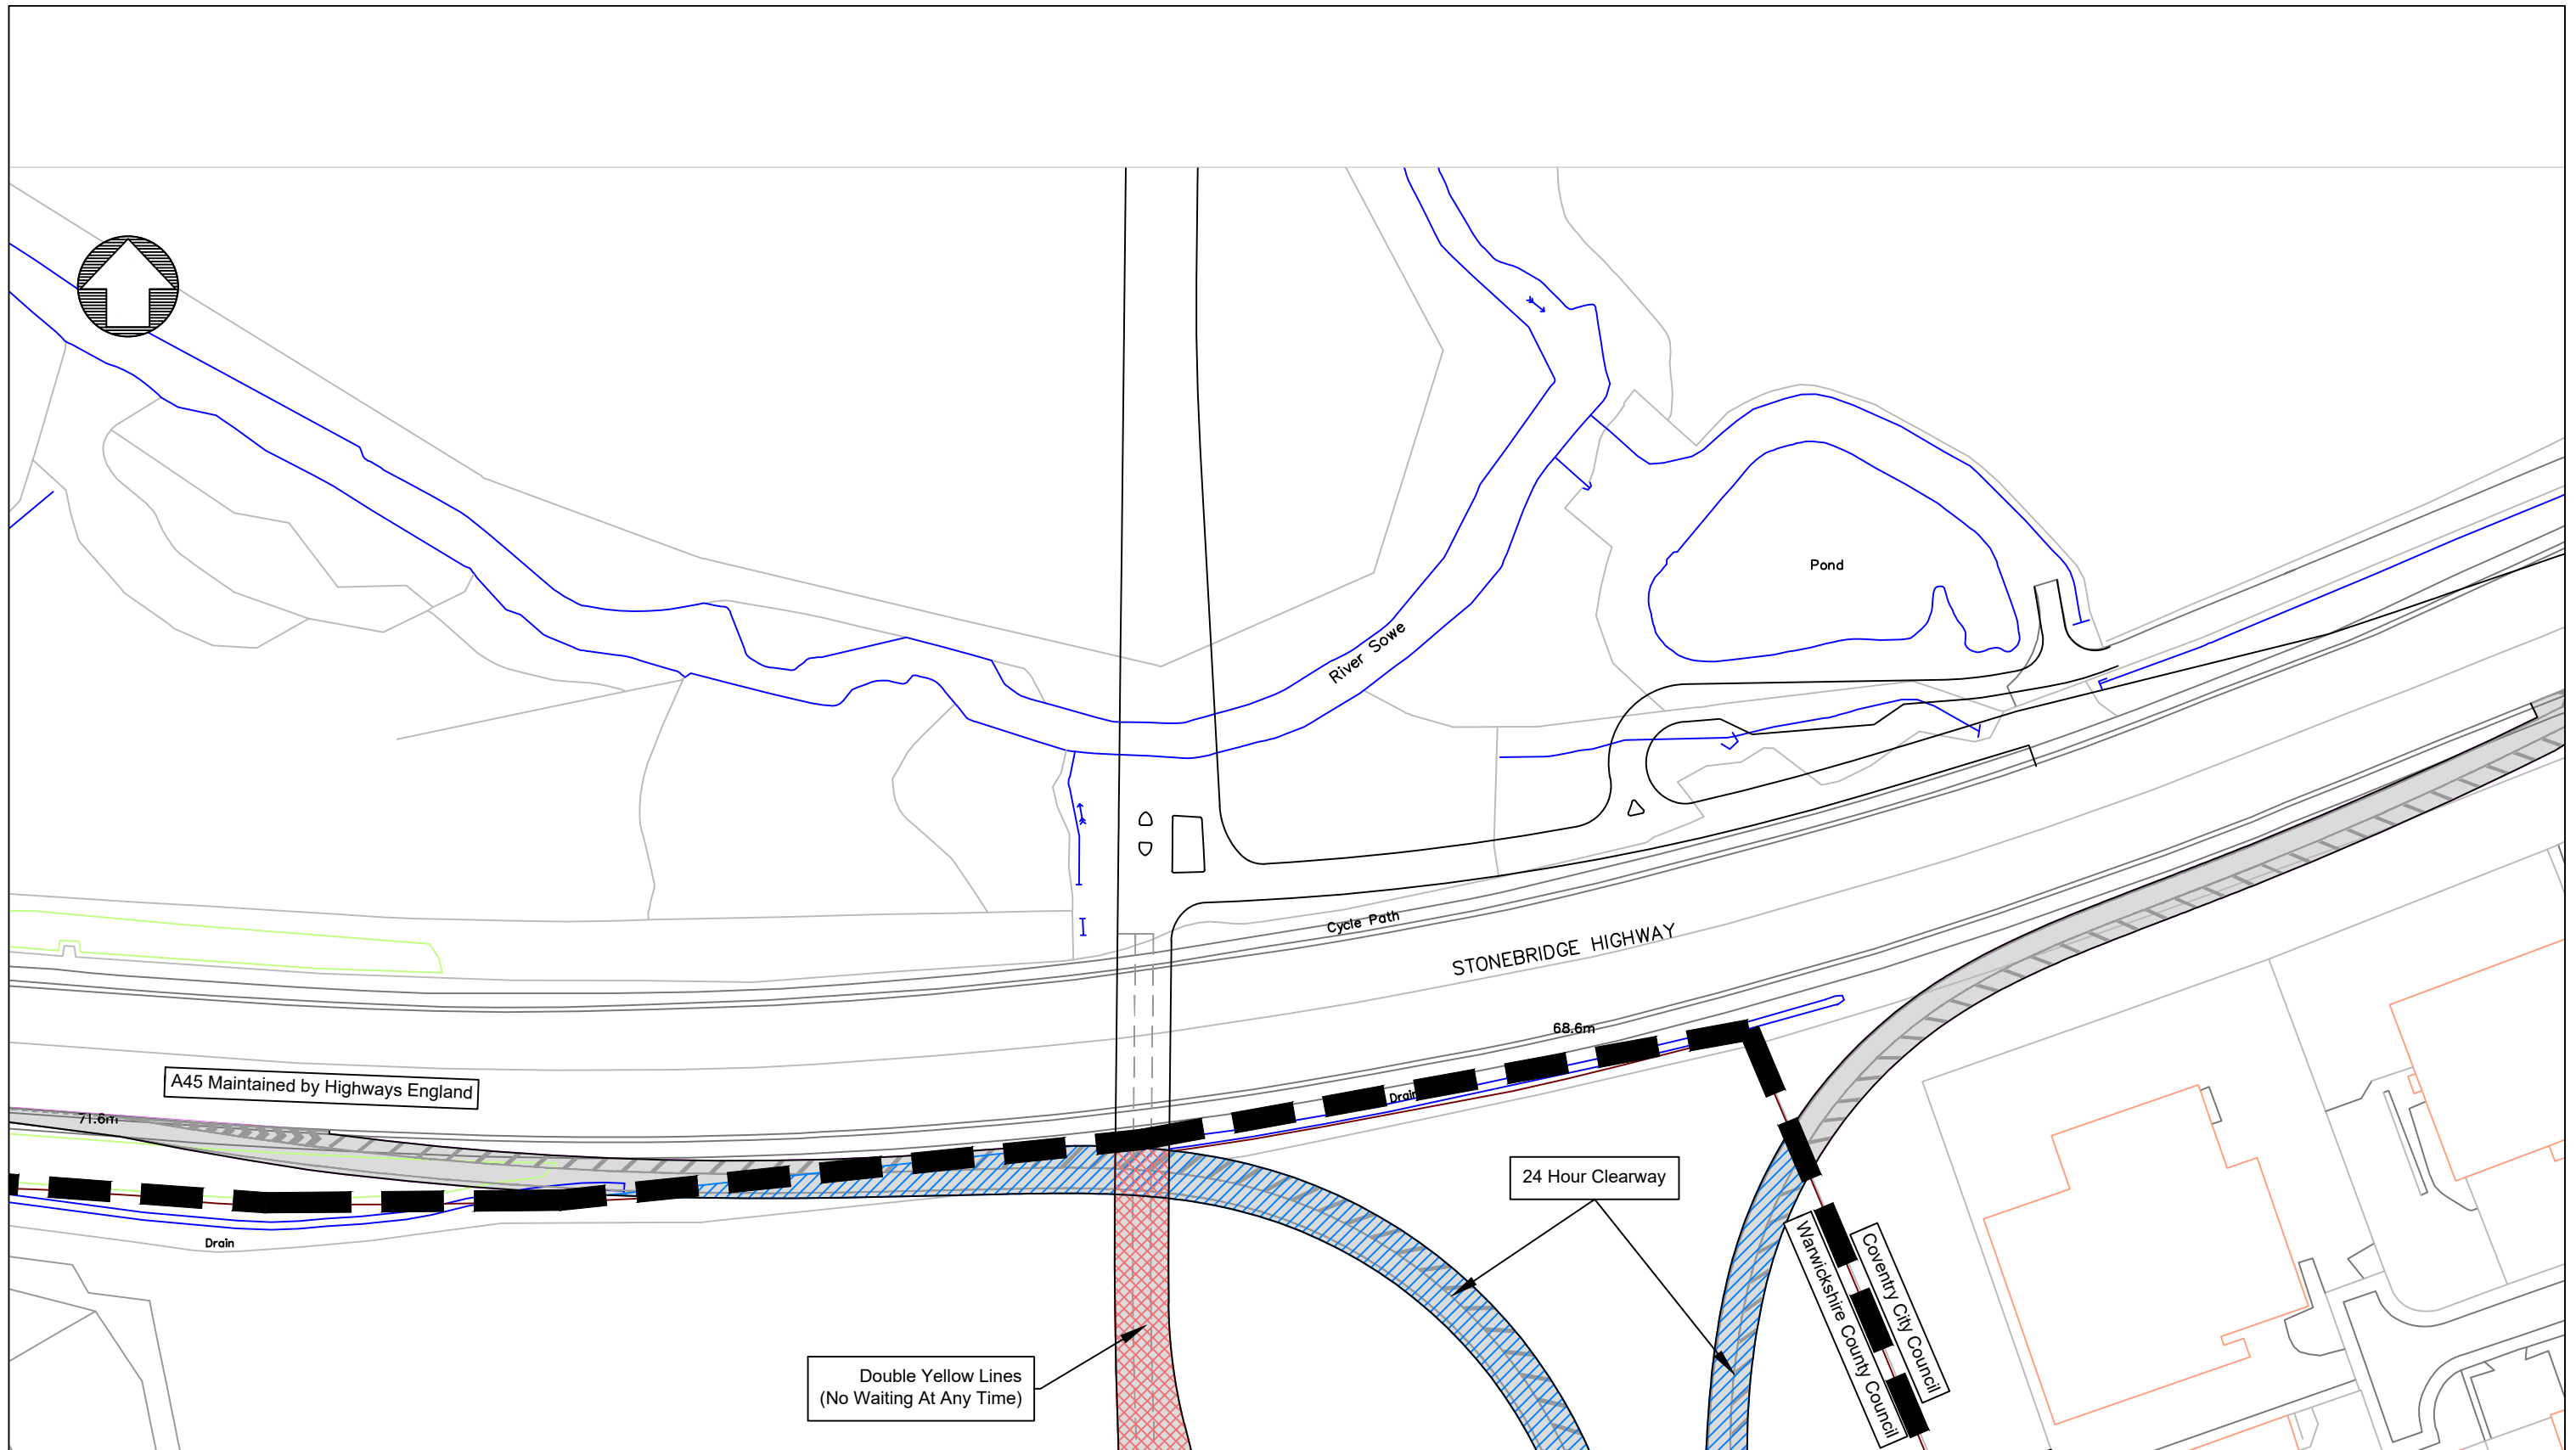 Pond
River Sowe
Cycle Path
STONEBRIDGE HIGHWAY
68.6m
A45 Maintained by Highways England
71.6m
Drain
Drain
24 Hour Clearway
Warwickshire County Council
Coventry City Council
Double Yellow Lines
(No Waiting At Any Time)